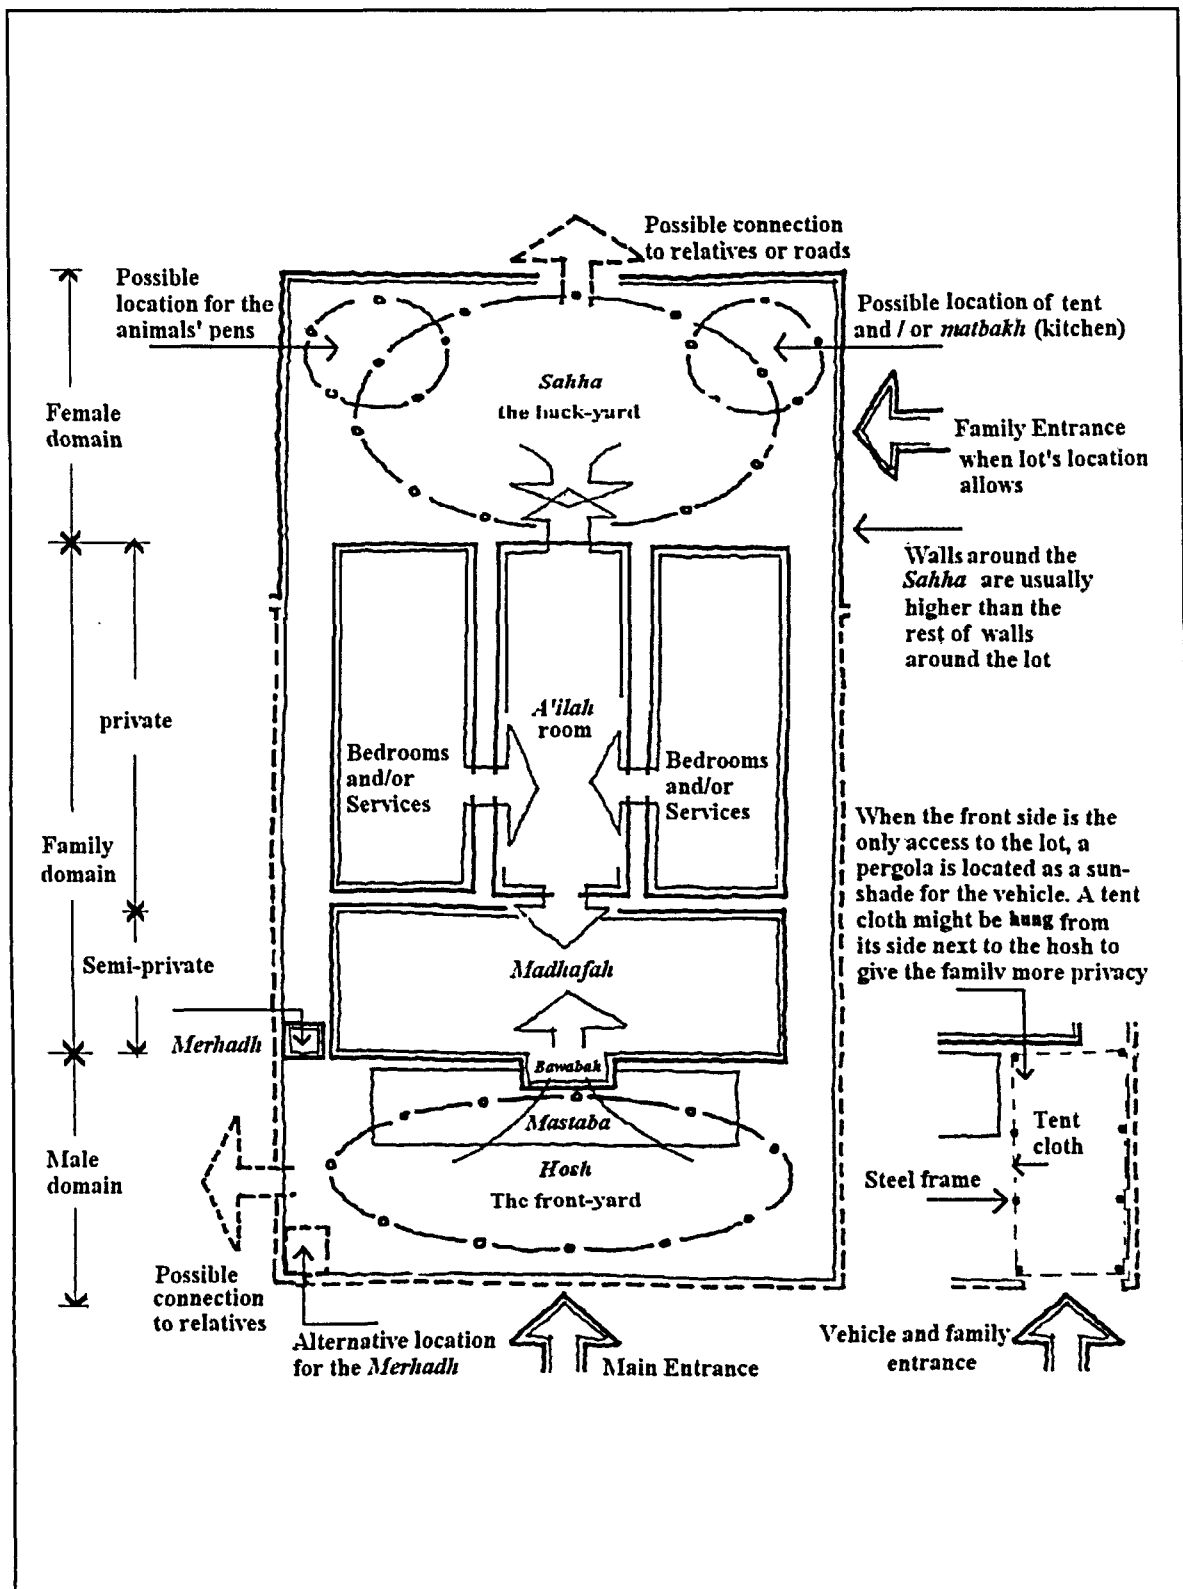 Possible connection
to relatives or roads
Possible
location for the
animals' pens
Possible location of tent
and / or matbakh (kitchen)
Sahha
the back-yard
Female
domain
Family Entrance
when lot's location
allows
Walls around the
Sahha are usually
higher than the
rest of walls
around the lot
private
A'ilah
room
Bedrooms
and/or
Services
Bedrooms
and/or
Services
When the front side is the
only access to the lot, a
pergola is located as a sun-
shade for the vehicle. A tent
cloth might be hung from
its side next to the hosh to
give the family more privacy
Family
domain
Semi-private
Madhafah
Merhadh
Bawabah
Mastaba
Hosh
The front-yard
Male
domain
Tent
cloth
Steel frame
Possible
connection
to relatives
Alternative location
for the Merhadh
Main Entrance
Vehicle and family
entrance